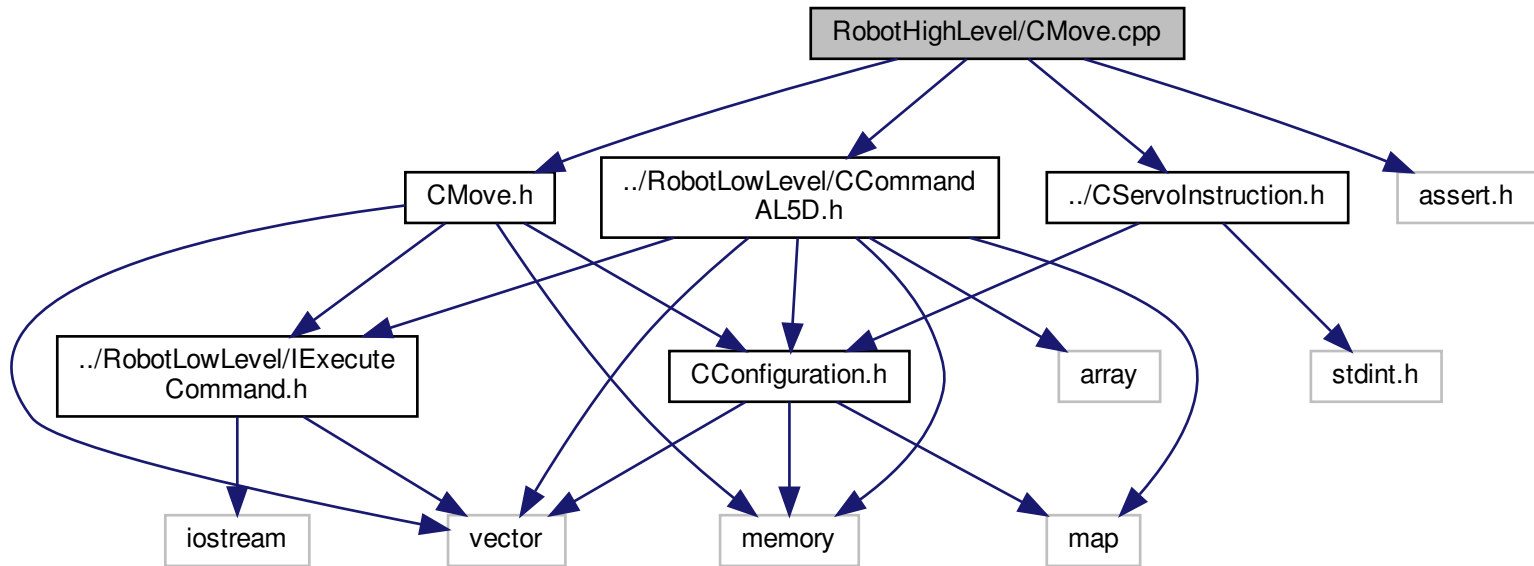 RobotHighLevel/CMove.cpp
CMove.h
../RobotLowLevel/CCommand
AL5D.h
../CServoInstruction.h
assert.h
../RobotLowLevel/IExecute
Command.h
CConfiguration.h
array
stdint.h
iostream
vector
memory
map